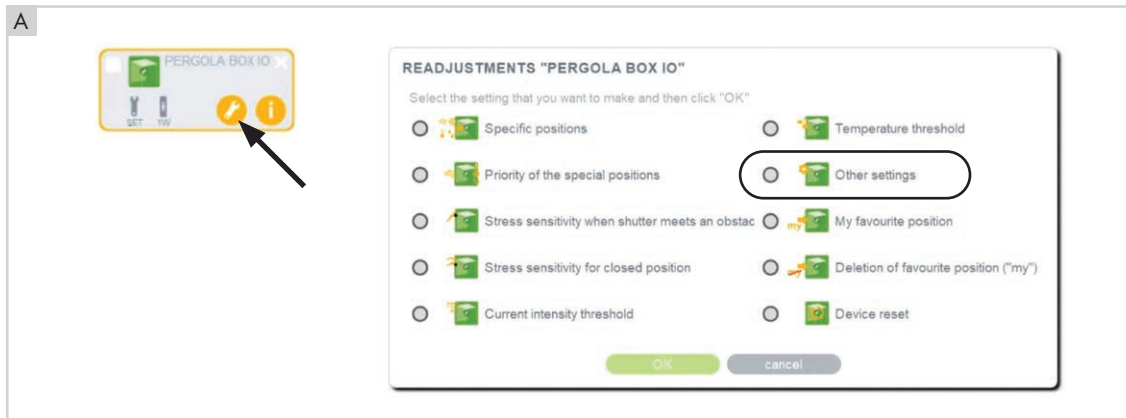 A
PERGOLA BOX IO
SET 1W
READJUSTMENTS "PERGOLA BOX IO"
Select the setting that you want to make and then click "OK"
Specific positions
Temperature threshold
Priority of the special positions
Other settings
Stress sensitivity when shutter meets an obstac
my My favourite position
Stress sensitivity for closed position
my Deletion of favourite position ("my")
Current intensity threshold
Device reset
OK cancel